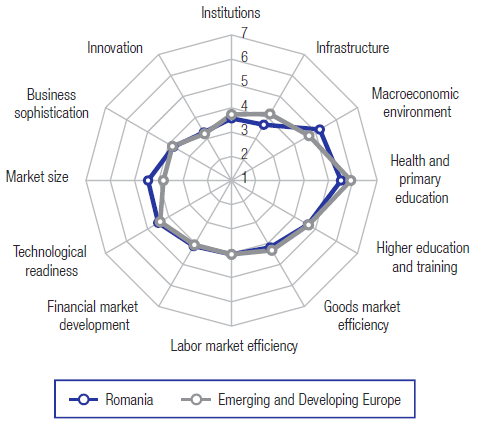 Institutions
Innovation
Infrastructure
Business
sophistication
Macroeconomic
environment
Market size
Health and
primary
education
Technological
readiness
Higher education
and training
Financial market
development
Goods market
efficiency
Labor market efficiency
7
6
5
4
3
2
1
Romania
Emerging and Developing Europe